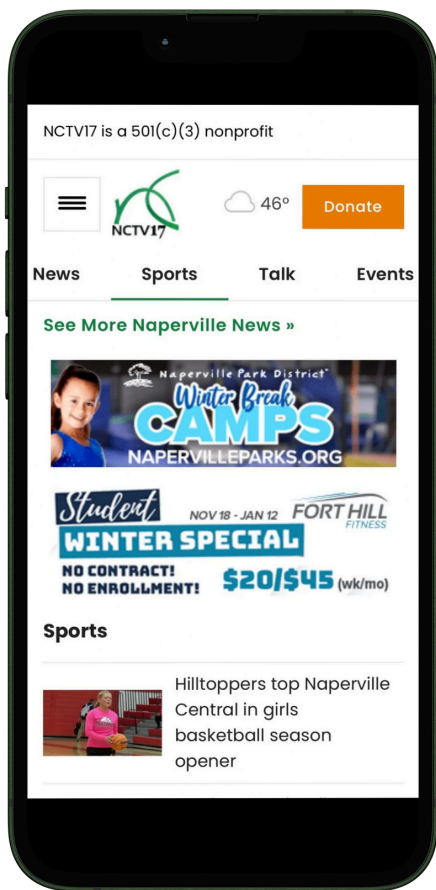 NCTV17 is a 501(c)(3) nonprofit
NCTV17
46°
Donate
News Sports Talk Events
See More Naperville News »
Naperville Park District
Winter Break
CAMPS
NAPERVILLEPARKS.ORG
Student
NOV 18 - JAN 12
FORT HILL
FITNESS
WINTER SPECIAL
NO CONTRACT!
NO ENROLLMENT!
$20/$45 (wk/mo)
Sports
Hilltoppers top Naperville
Central in girls
basketball season
opener